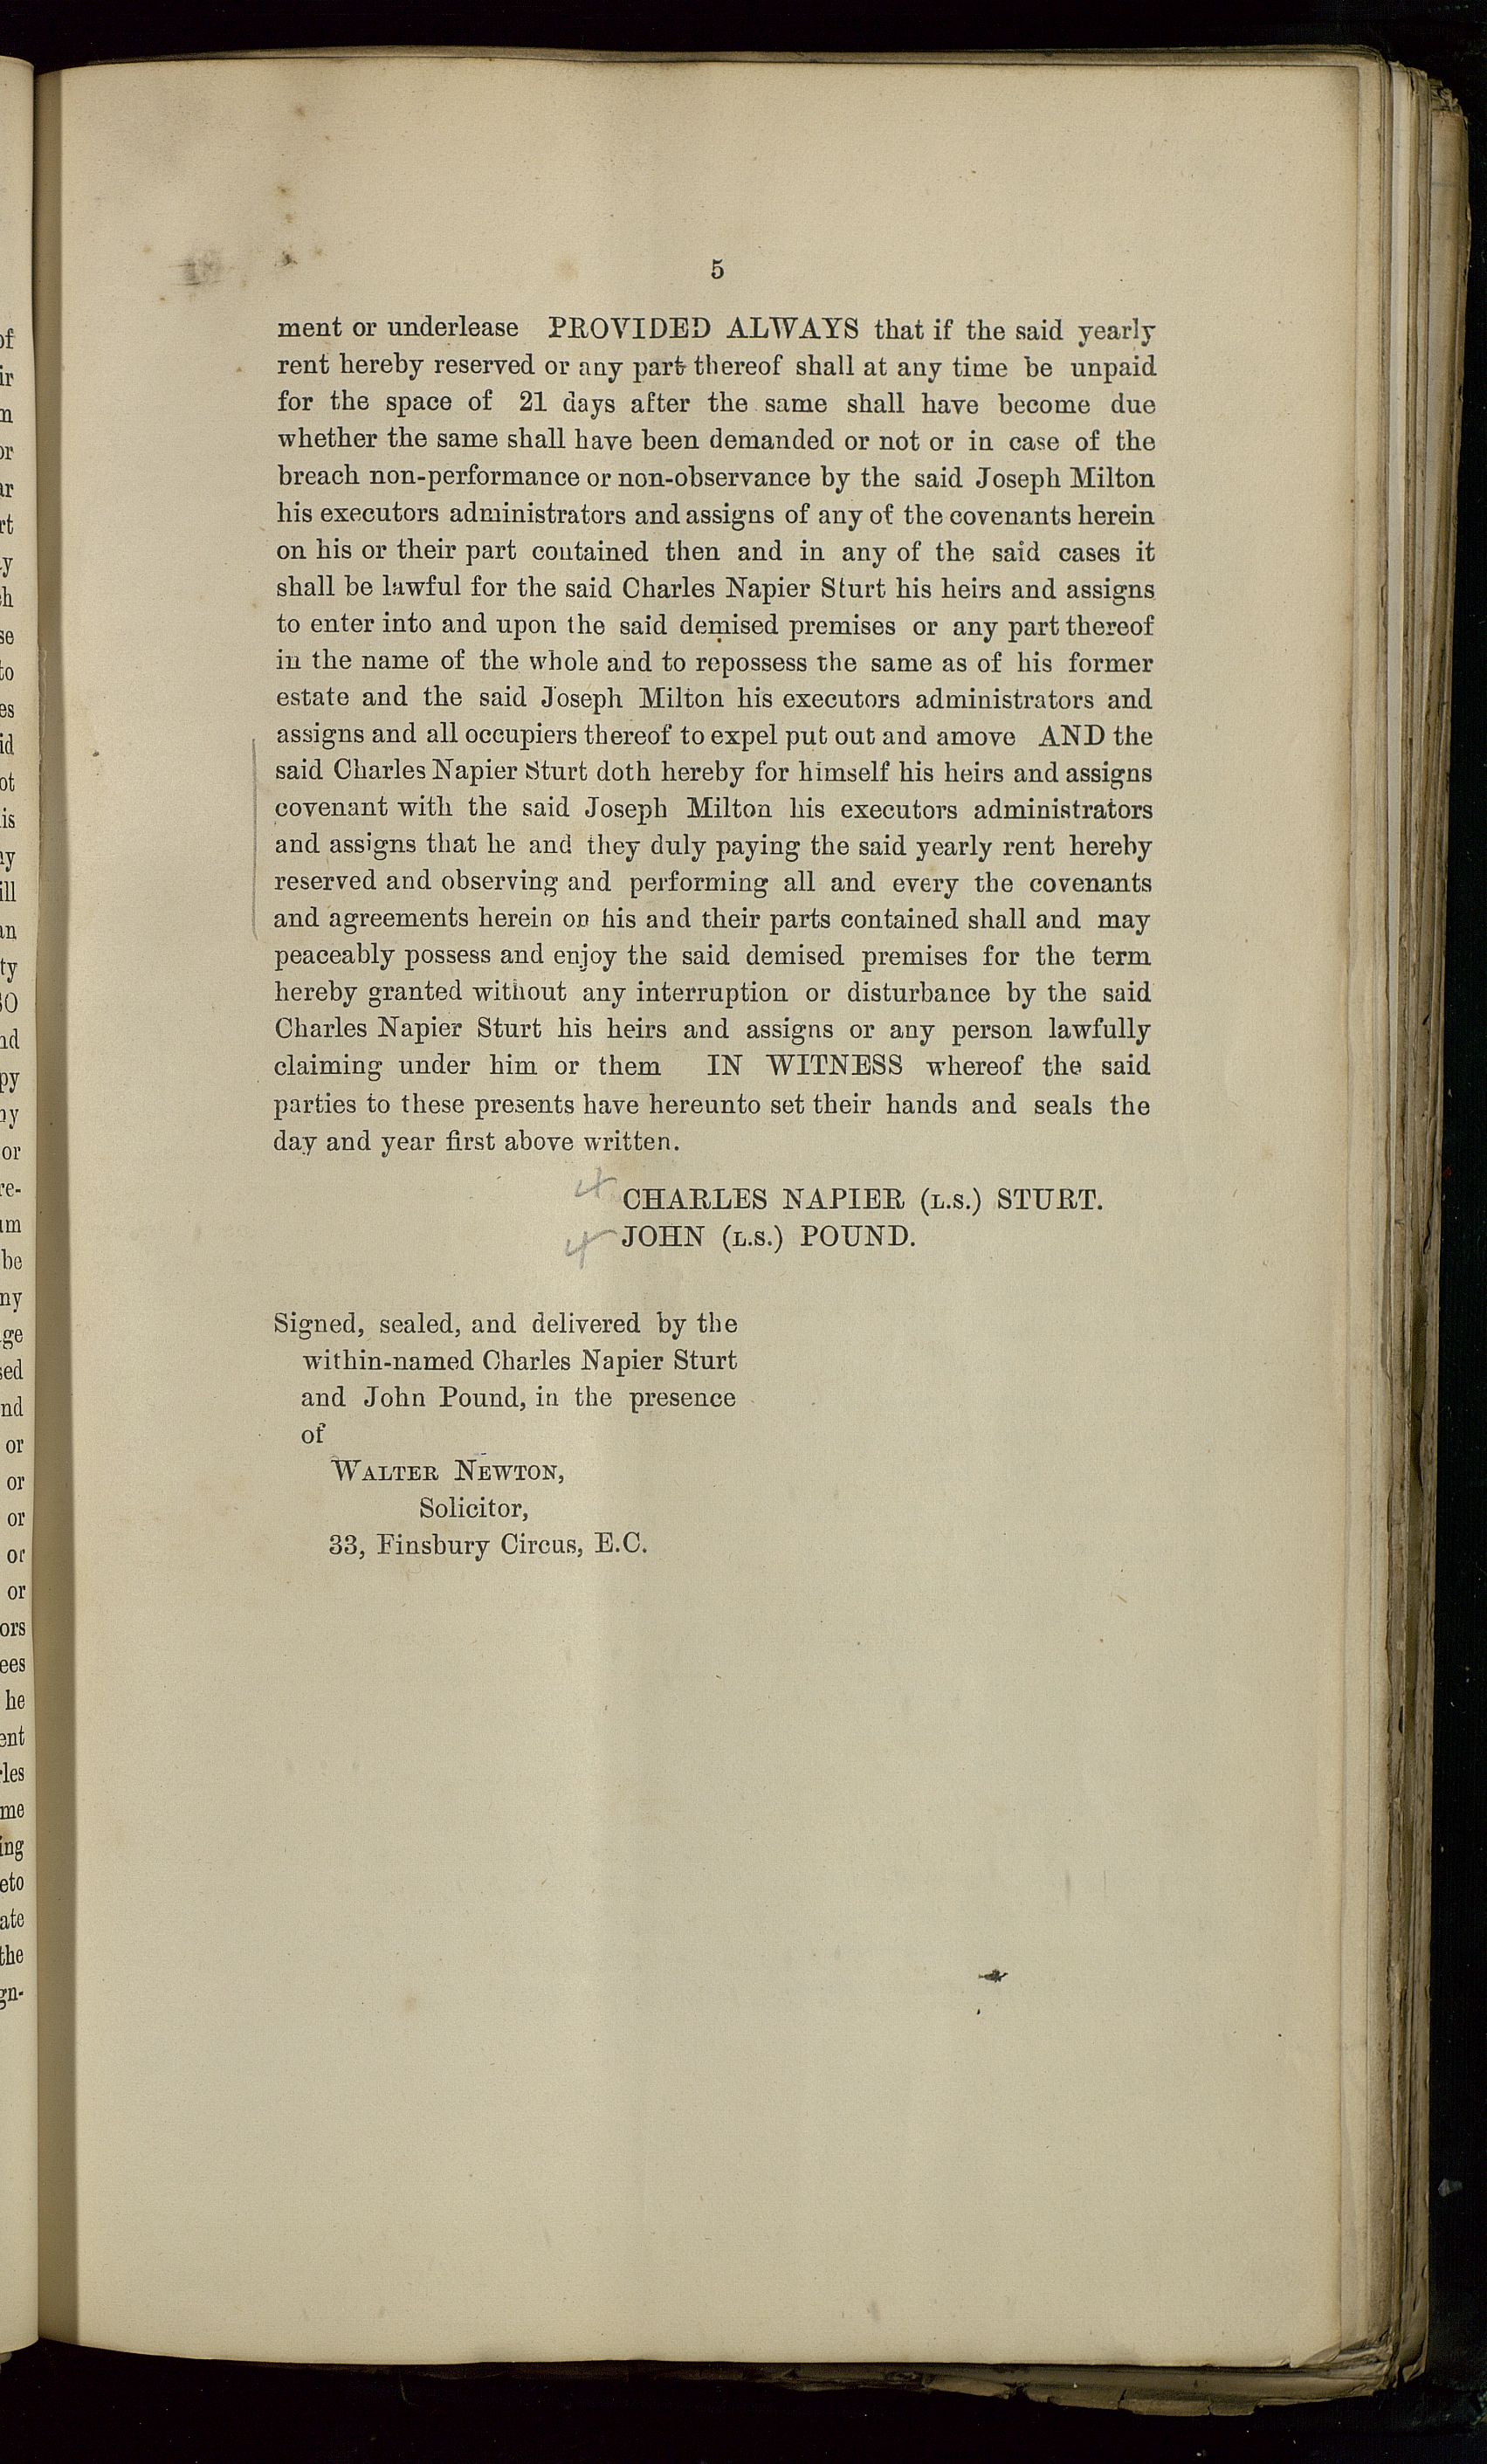 5
ment or underlease PROVIDED ALWAYS that if the said yearly
rent hereby reserved or any part thereof shall at any time be unpaid
for the space of 21 days after the same shall have become due
whether the same shall have been demanded or not or in case of the
breach non-performance or non-observance by the said Joseph Milton
his executors administrators and assigns of any of the covenants herein
on his or their part contained then and in any of the said cases it
shall be lawful for the said Charles Napier Sturt his heirs and assigns
to enter into and upon the said demised premises or any part thereof
in the name of the whole and to repossess the same as of his former
estate and the said Joseph Milton his executors administrators and
assigns and all occupiers thereof to expel put out and amove AND the
said Charles Napier Sturt doth hereby for himself his heirs and assigns
covenant with the said Joseph Milton his executors administrators
and assigns that he and they duly paying the said yearly rent hereby
reserved and observing and performing all and every the covenants
and agreements herein on his and their parts contained shall and may
peaceably possess and enjoy the said demised premises for the term
hereby granted without any interruption or disturbance by the said
Charles Napier Sturt his heirs and assigns or any person lawfully
claiming under him or them IN WITNESS whereof the said
parties to these presents have hereunto set their hands and seals the
day and year first above written.
CHARLES NAPIER (L.S.) STURT.
JOHN (L.S.) POUND.
Signed, sealed, and delivered by the
within-named Charles Napier Sturt
and John Pound, in the presence
of
WALTER NEWTON,
Solicitor,
33, Finsbury Circus, E.C.